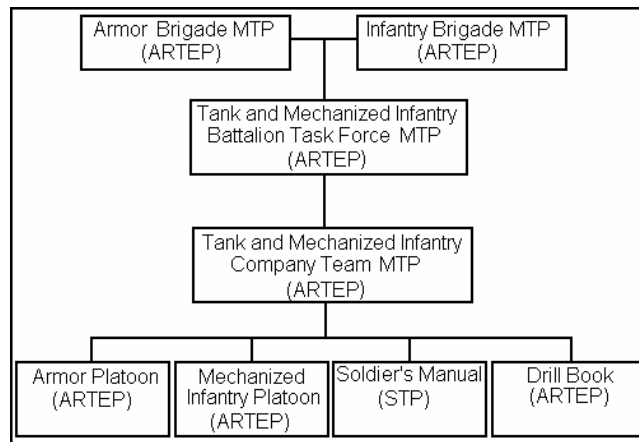 Armor Brigade MTP
(ARTEP)
Infantry Brigade MTP
(ARTEP)
Tank and Mechanized Infantry
Battalion Task Force MTP
(ARTEP)
Tank and Mechanized Infantry
Company Team MTP
(ARTEP)
Armor Platoon
(ARTEP)
Mechanized
Infantry Platoon
(ARTEP)
Soldier's Manual
(STP)
Drill Book
(ARTEP)